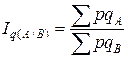 I_{q(A/B)} = \frac{\sum pq_A}{\sum pq_B}